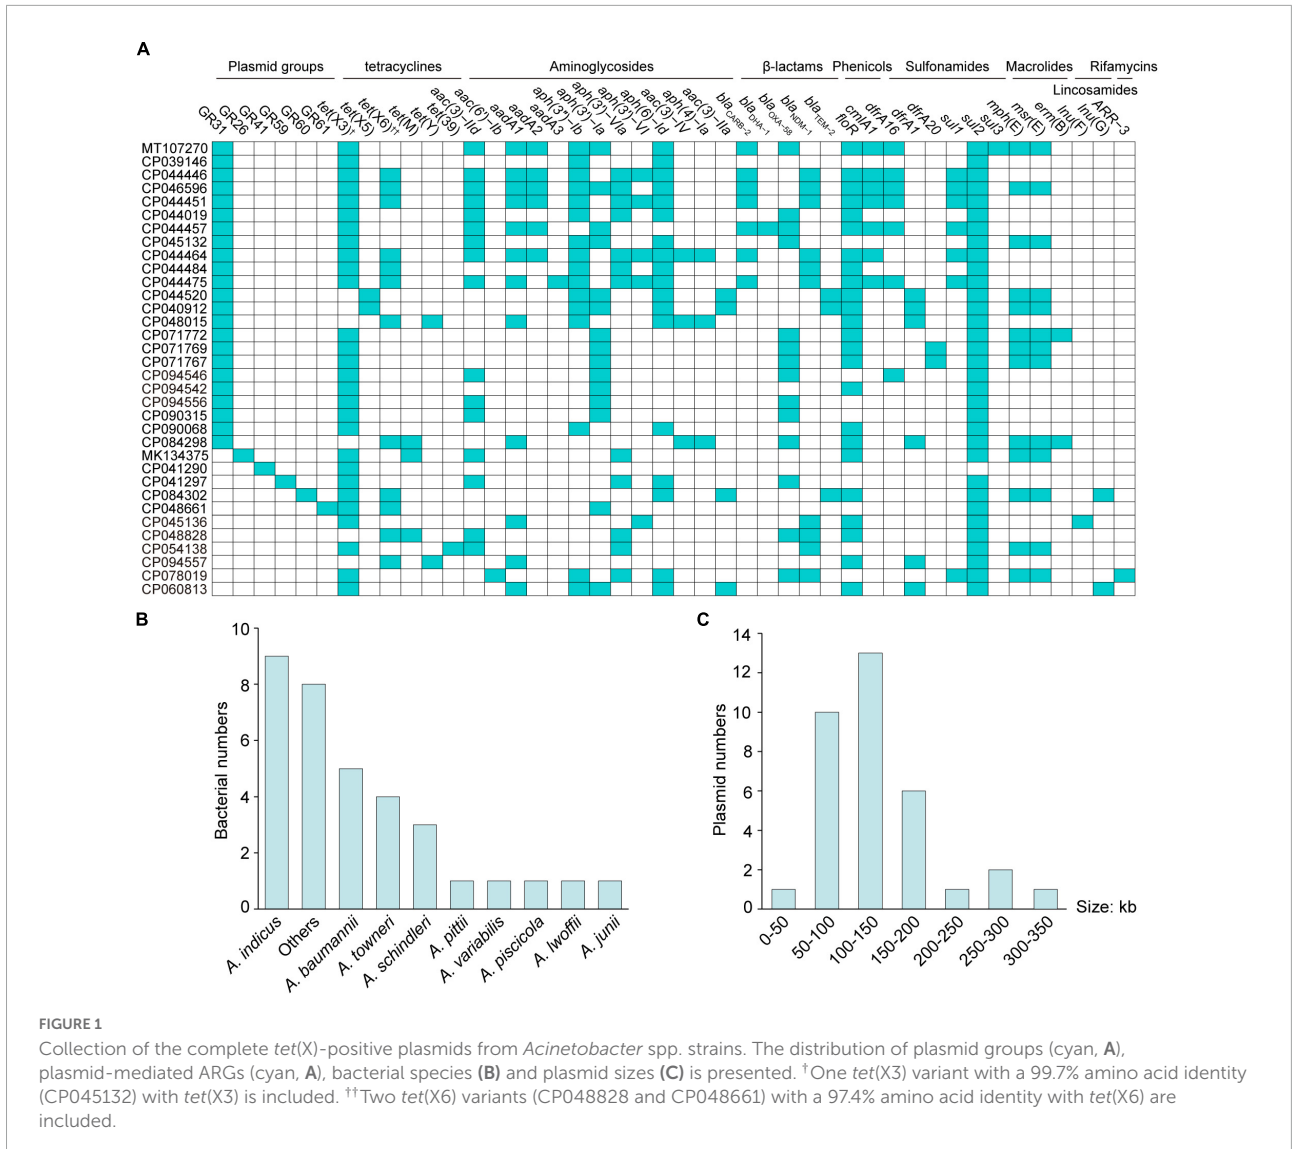 A
Plasmid groups tetracyclines Aminoglycosides β-lactams Phenicols Sulfonamides Macrolides Rifamycins
Lincosamides
GR31 GR26 GR41 GR59 GR60 GR61 tet(X3)† tet(X5) tet(X6)†† tet(M) tet(Y) tet(39) aac(3)-IId aac(6')-Ib aadA1 aadA2 aadA3 aph(3'')-Ib aph(3')-Ia aph(3')-VIa aph(3')-VI aph(6)-Id aac(3)-IV aph(4)-Ia aac(3)-IIa bla CARB-2 bla DHA-1 bla OXA-58 bla NDM-1 bla TEM-2 floR cmlA1 dfrA16 dfrA1 dfrA20 sul1 sul2 sul3 mph(E) msr(E) erm(B) lnu(F) lnu(G) ARR-3
MT107270
CP039146
CP044446
CP046596
CP044451
CP044019
CP044457
CP045132
CP044464
CP044484
CP044475
CP044520
CP040912
CP048015
CP071772
CP071769
CP071767
CP094546
CP094542
CP094556
CP090315
CP090068
CP084298
MK134375
CP041290
CP041297
CP084302
CP048661
CP045136
CP048828
CP054138
CP094557
CP078019
CP060813
B
Bacterial numbers
10
8
6
4
2
0
A. indicus Others A. baumannii A. towneri A. schindleri A. pittii A. variabilis A. piscicola A. lwoffii A. junii
C
Plasmid numbers
14
12
10
8
6
4
2
0
0-50 50-100 100-150 150-200 200-250 250-300 300-350
Size: kb
FIGURE 1
Collection of the complete tet(X)-positive plasmids from Acinetobacter spp. strains. The distribution of plasmid groups (cyan, A),
plasmid-mediated ARGs (cyan, A), bacterial species (B) and plasmid sizes (C) is presented. †One tet(X3) variant with a 99.7% amino acid identity
(CP045132) with tet(X3) is included. ††Two tet(X6) variants (CP048828 and CP048661) with a 97.4% amino acid identity with tet(X6) are
included.